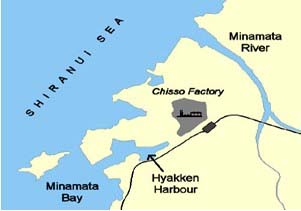 SHIRANUI SEA
Minamata
River
Chisso Factory
Hyakken
Harbour
Minamata
Bay